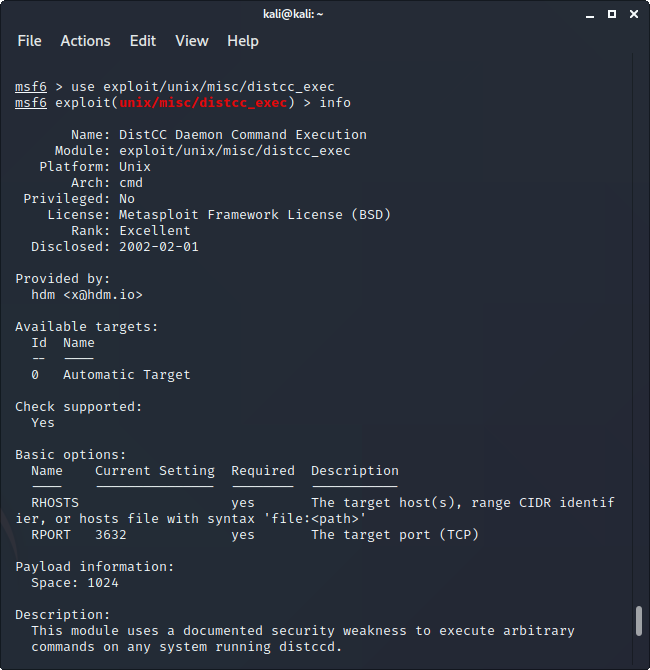 kali@kali: ~
File Actions Edit View Help
msf6 > use exploit/unix/misc/distcc_exec
msf6 exploit(unix/misc/distcc_exec) > info
Name: DistCC Daemon Command Execution
Module: exploit/unix/misc/distcc_exec
Platform: Unix
Arch: cmd
Privileged: No
License: Metasploit Framework License (BSD)
Rank: Excellent
Disclosed: 2002-02-01
Provided by:
hdm <x@hdm.io>
Available targets:
Id Name
-- ----
0 Automatic Target
Check supported:
Yes
Basic options:
Name Current Setting Required Description
---- --------------- -------- -----------
RHOSTS yes The target host(s), range CIDR identif
ier, or hosts file with syntax 'file:<path>'
RPORT 3632 yes The target port (TCP)
Payload information:
Space: 1024
Description:
This module uses a documented security weakness to execute arbitrary
commands on any system running distccd.